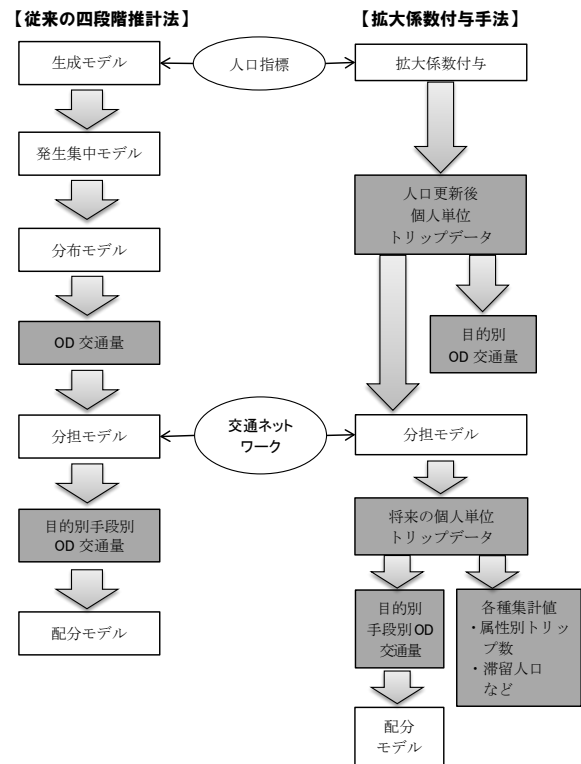 【従来の四段階推計法】
【拡大係数付与手法】
生成モデル
人口指標
拡大係数付与
発生集中モデル
人口更新後
個人単位
トリップデータ
分布モデル
OD 交通量
目的別
OD 交通量
分担モデル
交通ネット
ワーク
分担モデル
目的別手段別
OD 交通量
将来の個人単位
トリップデータ
配分モデル
目的別
手段別 OD
交通量
各種集計値
・属性別トリッ
プ数
・滞留人口
など
配分
モデル